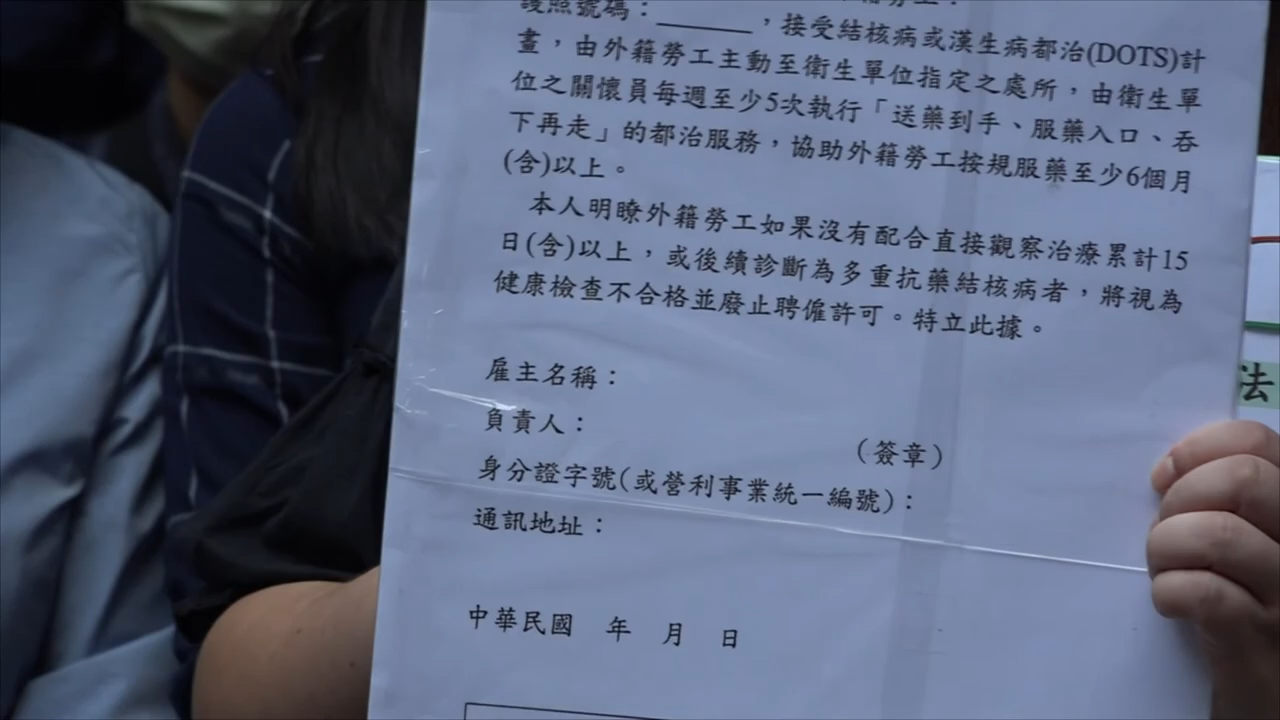 護照號碼：______，接受結核病或漢生病都治(DOTS)計
畫，由外籍勞工主動至衛生單位指定之處所，由衛生單
位之關懷員每週至少5次執行「送藥到手、服藥入口、吞
下再走」的都治服務，協助外籍勞工按規服藥至少6個月
(含)以上。
本人明瞭外籍勞工如果沒有配合直接觀察治療累計15
日(含)以上，或後續診斷為多重抗藥結核病者，將視為
健康檢查不合格並廢止聘僱許可。特立此據。
雇主名稱：
負責人：
（簽章）
身分證字號(或營利事業統一編號)：
通訊地址：
中華民國 年 月 日
法